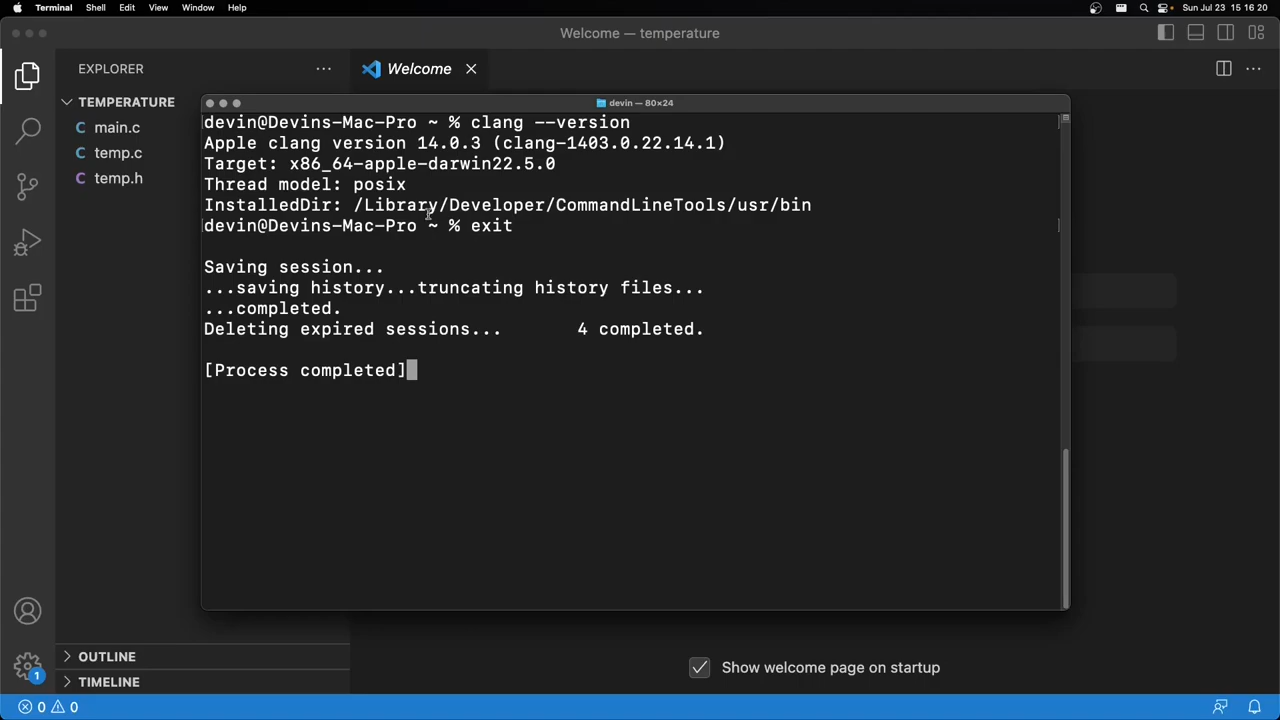 Terminal Shell Edit View Window Help Sun Jul 23 15 16 20
Welcome — temperature
EXPLORER
Welcome
TEMPERATURE
C main.c
C temp.c
C temp.h
devin — 80×24
devin@Devins-Mac-Pro ~ % clang --version
Apple clang version 14.0.3 (clang-1403.0.22.14.1)
Target: x86_64-apple-darwin22.5.0
Thread model: posix
InstalledDir: /Library/Developer/CommandLineTools/usr/bin
devin@Devins-Mac-Pro ~ % exit
Saving session...
...saving history...truncating history files...
...completed.
Deleting expired sessions... 4 completed.
[Process completed]
OUTLINE
TIMELINE
1
Show welcome page on startup
0 0